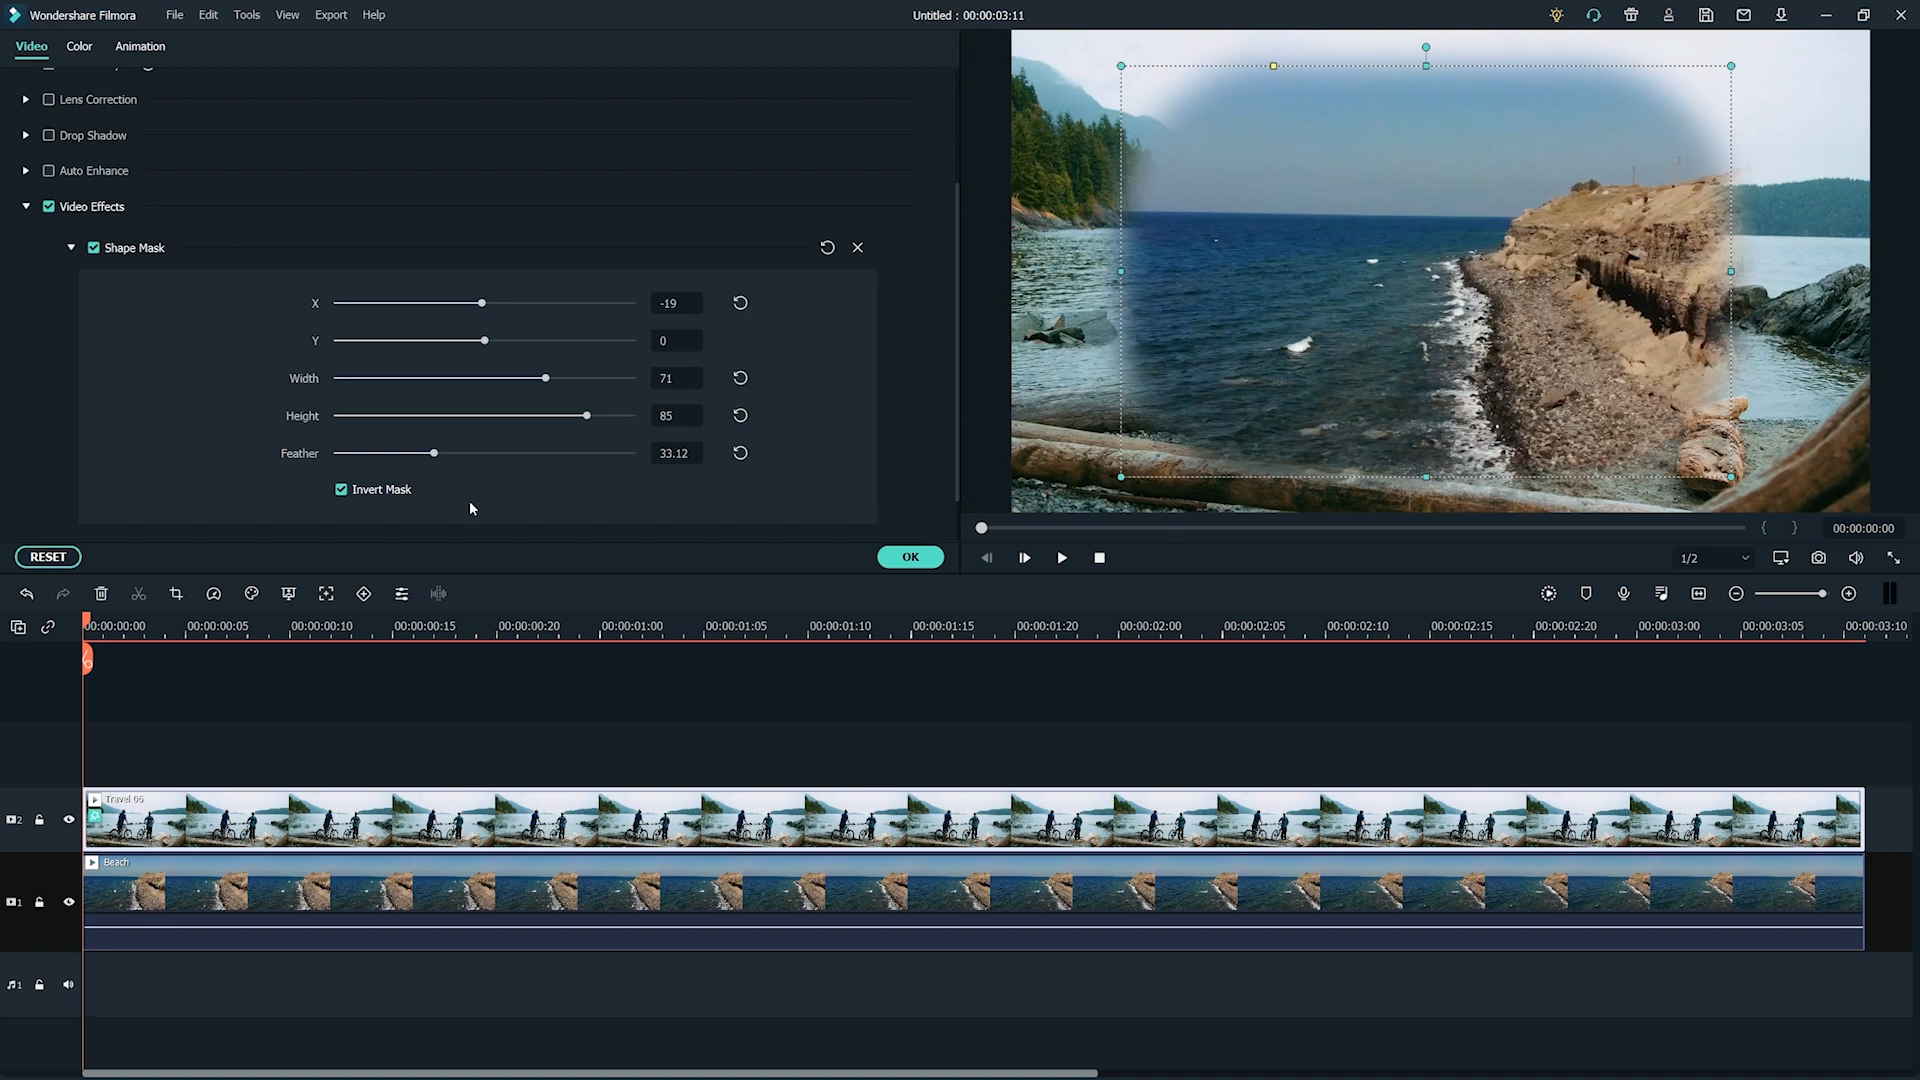 Wondershare Filmora File Edit Tools View Export Help Untitled : 00:00:03:11
Video Color Animation
Lens Correction
Drop Shadow
Auto Enhance
Video Effects
Shape Mask
X -19
Y 0
Width 71
Height 85
Feather 33.12
Invert Mask
00:00:00:00
RESET OK
1/2
00:00:00:00 00:00:00:05 00:00:00:10 00:00:00:15 00:00:00:20 00:00:01:00 00:00:01:05 00:00:01:10 00:00:01:15 00:00:01:20 00:00:02:00 00:00:02:05 00:00:02:10 00:00:02:15 00:00:02:20 00:00:03:00 00:00:03:05 00:00:03:10
Travel 06
2
Beach
1
1